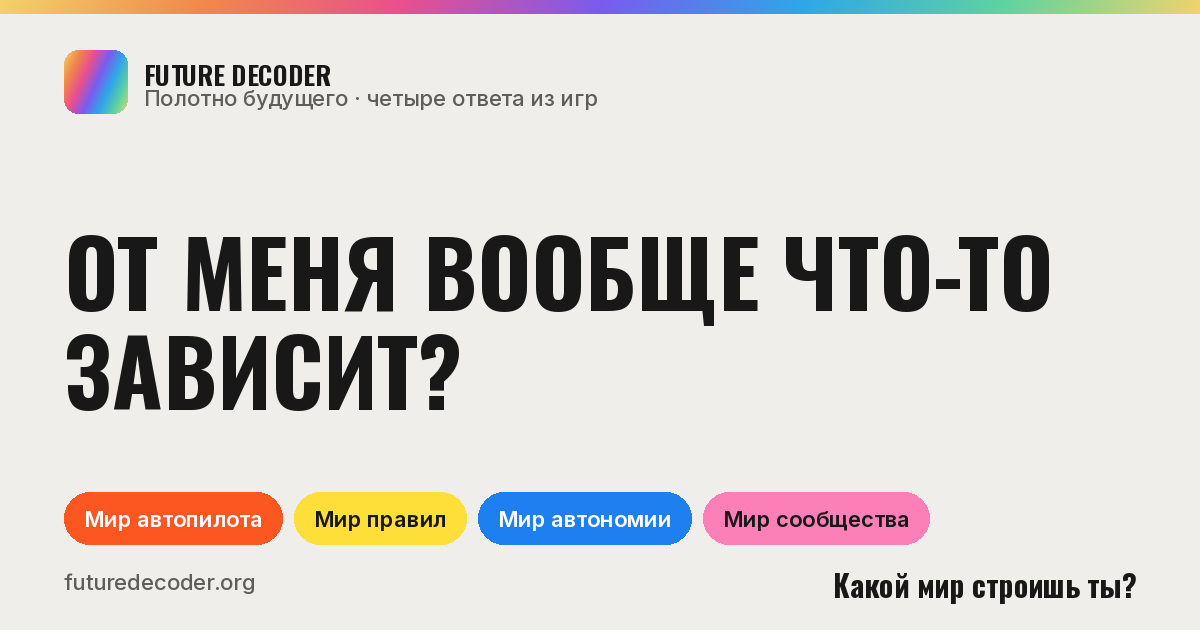 FUTURE DECODER
Полотно будущего · четыре ответа из игр
ОТ МЕНЯ ВООБЩЕ ЧТО-ТО
ЗАВИСИТ?
Мир автопилота
Мир правил
Мир автономии
Мир сообщества
futuredecoder.org
Какой мир строишь ты?